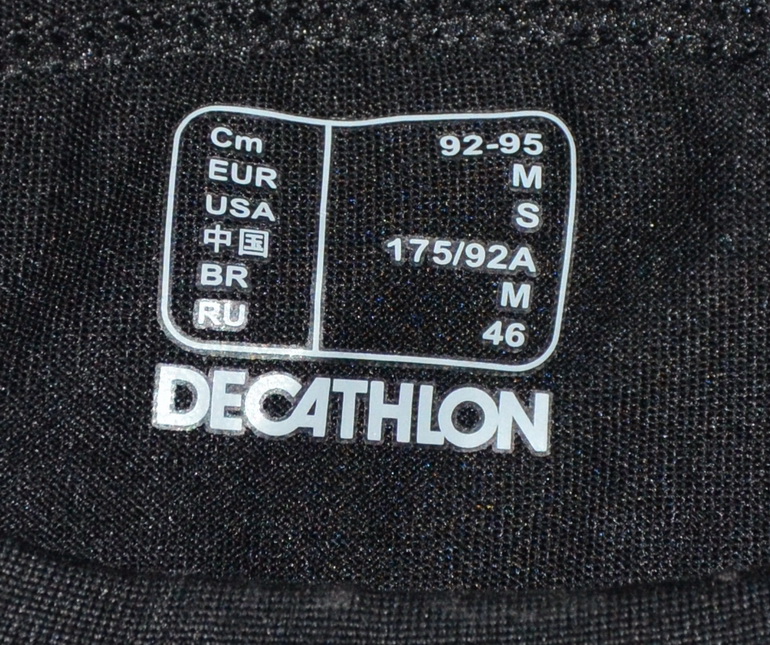 Cm 92-95
EUR M
USA S
中国 175/92A
BR M
RU 46
DECATHLON